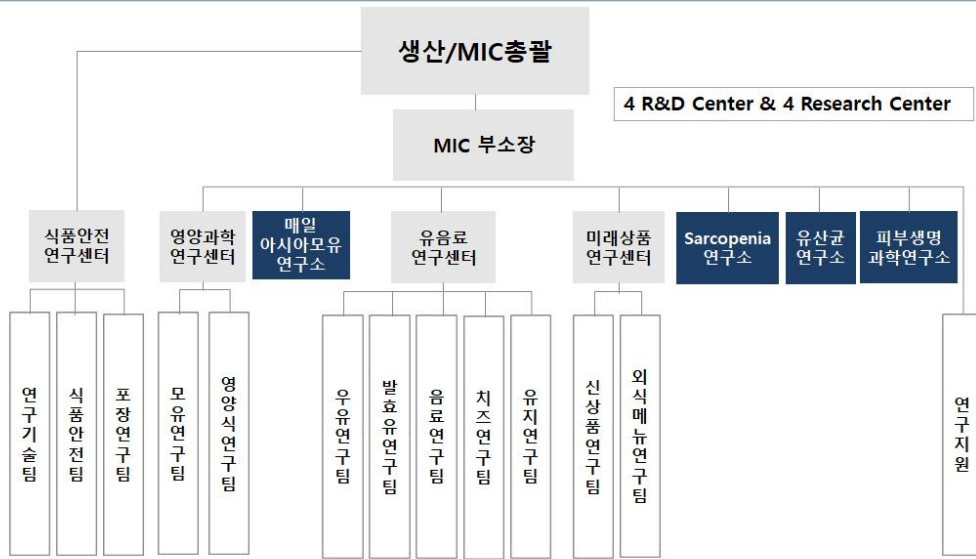 생산/MIC총괄
4 R&D Center & 4 Research Center
MIC 부소장
식품안전
연구센터
영양과학
연구센터
매일
아시아모유
연구소
유음료
연구센터
미래상품
연구센터
Sarcopenia
연구소
유산균
연구소
피부생명
과학연구소
연구기술팀
식품안전팀
포장연구팀
모유연구팀
영양식연구팀
우유연구팀
발효유연구팀
음료연구팀
치즈연구팀
유지연구팀
신상품연구팀
외식메뉴연구팀
연구지원